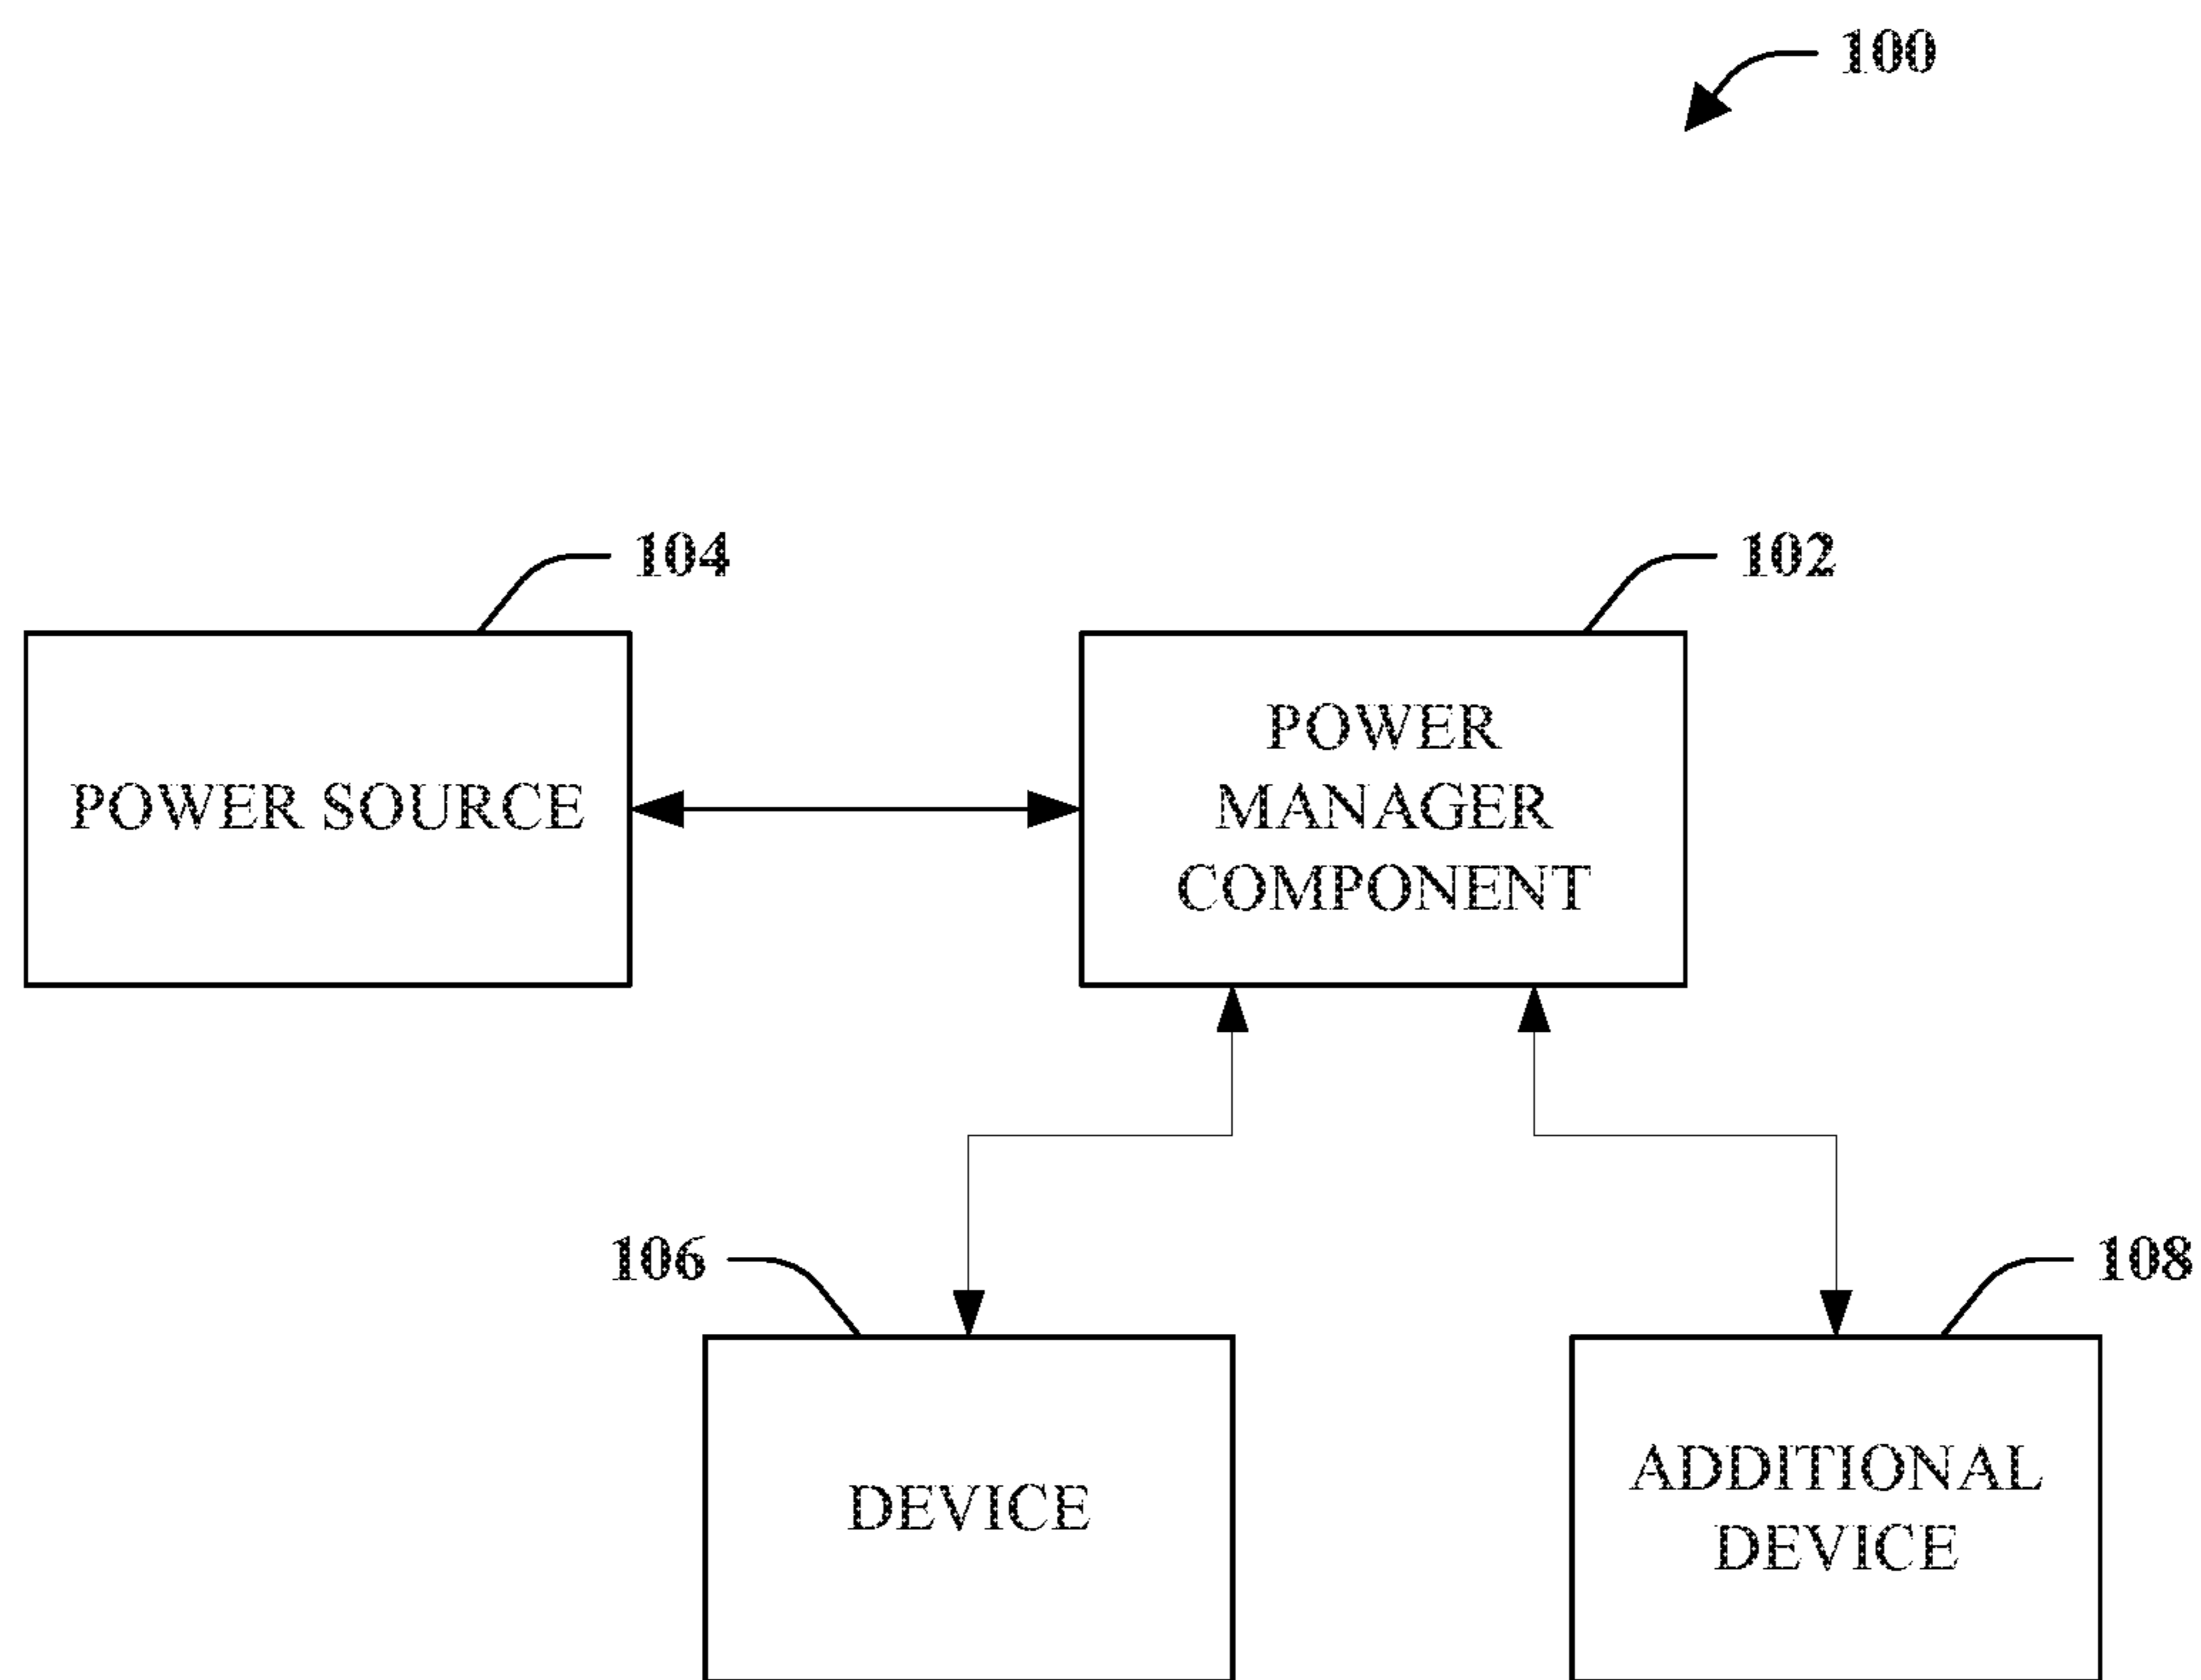 100
104
102
POWER SOURCE
POWER
MANAGER
COMPONENT
106
108
DEVICE
ADDITIONAL
DEVICE